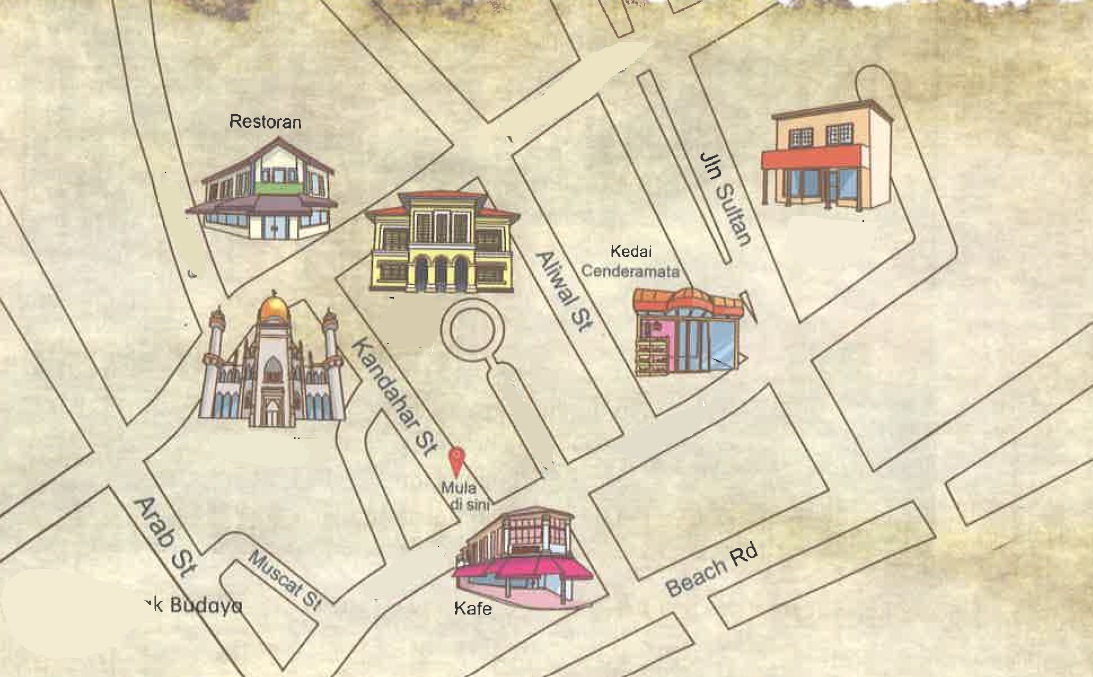 Restoran
Jln Sultan
Kedai
Cenderamata
Aliwal St
Kandahar St
Mula
di sini
Arab St
Muscat St
Budaya
Kafe
Beach Rd